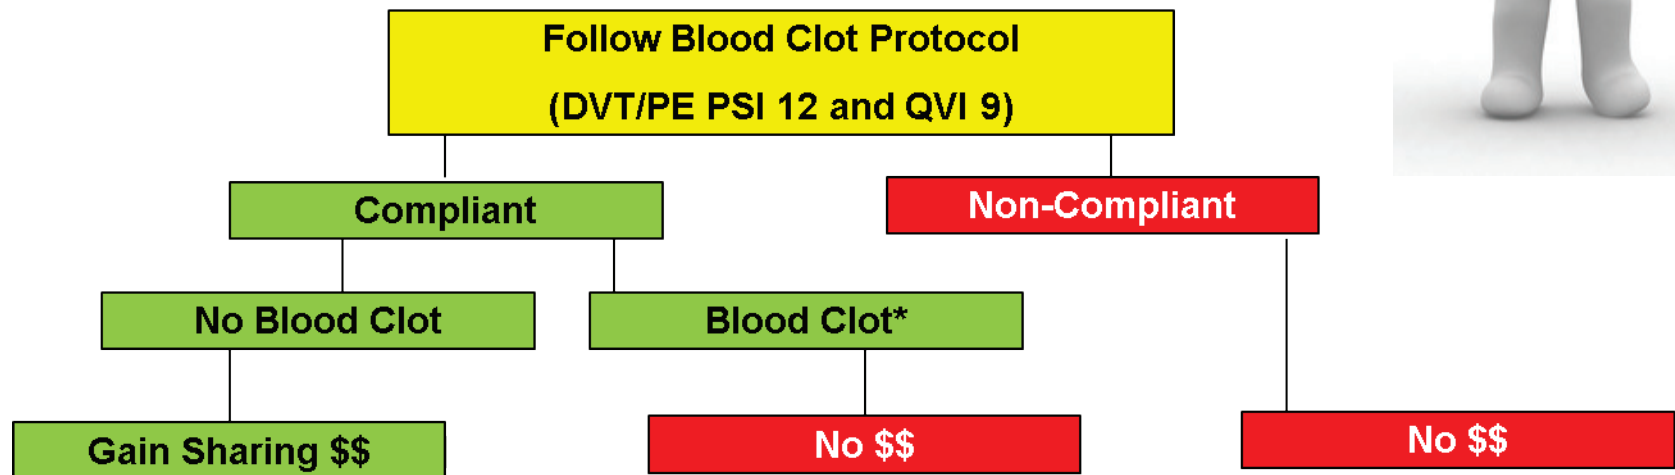 Follow Blood Clot Protocol
(DVT/PE PSI 12 and QVI 9)
Compliant
Non-Compliant
No Blood Clot
Blood Clot*
Gain Sharing $$
No $$
No $$